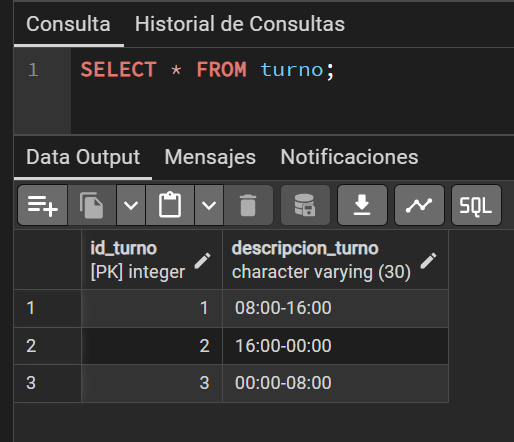 Consulta Historial de Consultas
1 SELECT * FROM turno;
Data Output Mensajes Notificaciones
SQL
id_turno descripcion_turno
[PK] integer character varying (30)
1 1 08:00-16:00
2 2 16:00-00:00
3 3 00:00-08:00